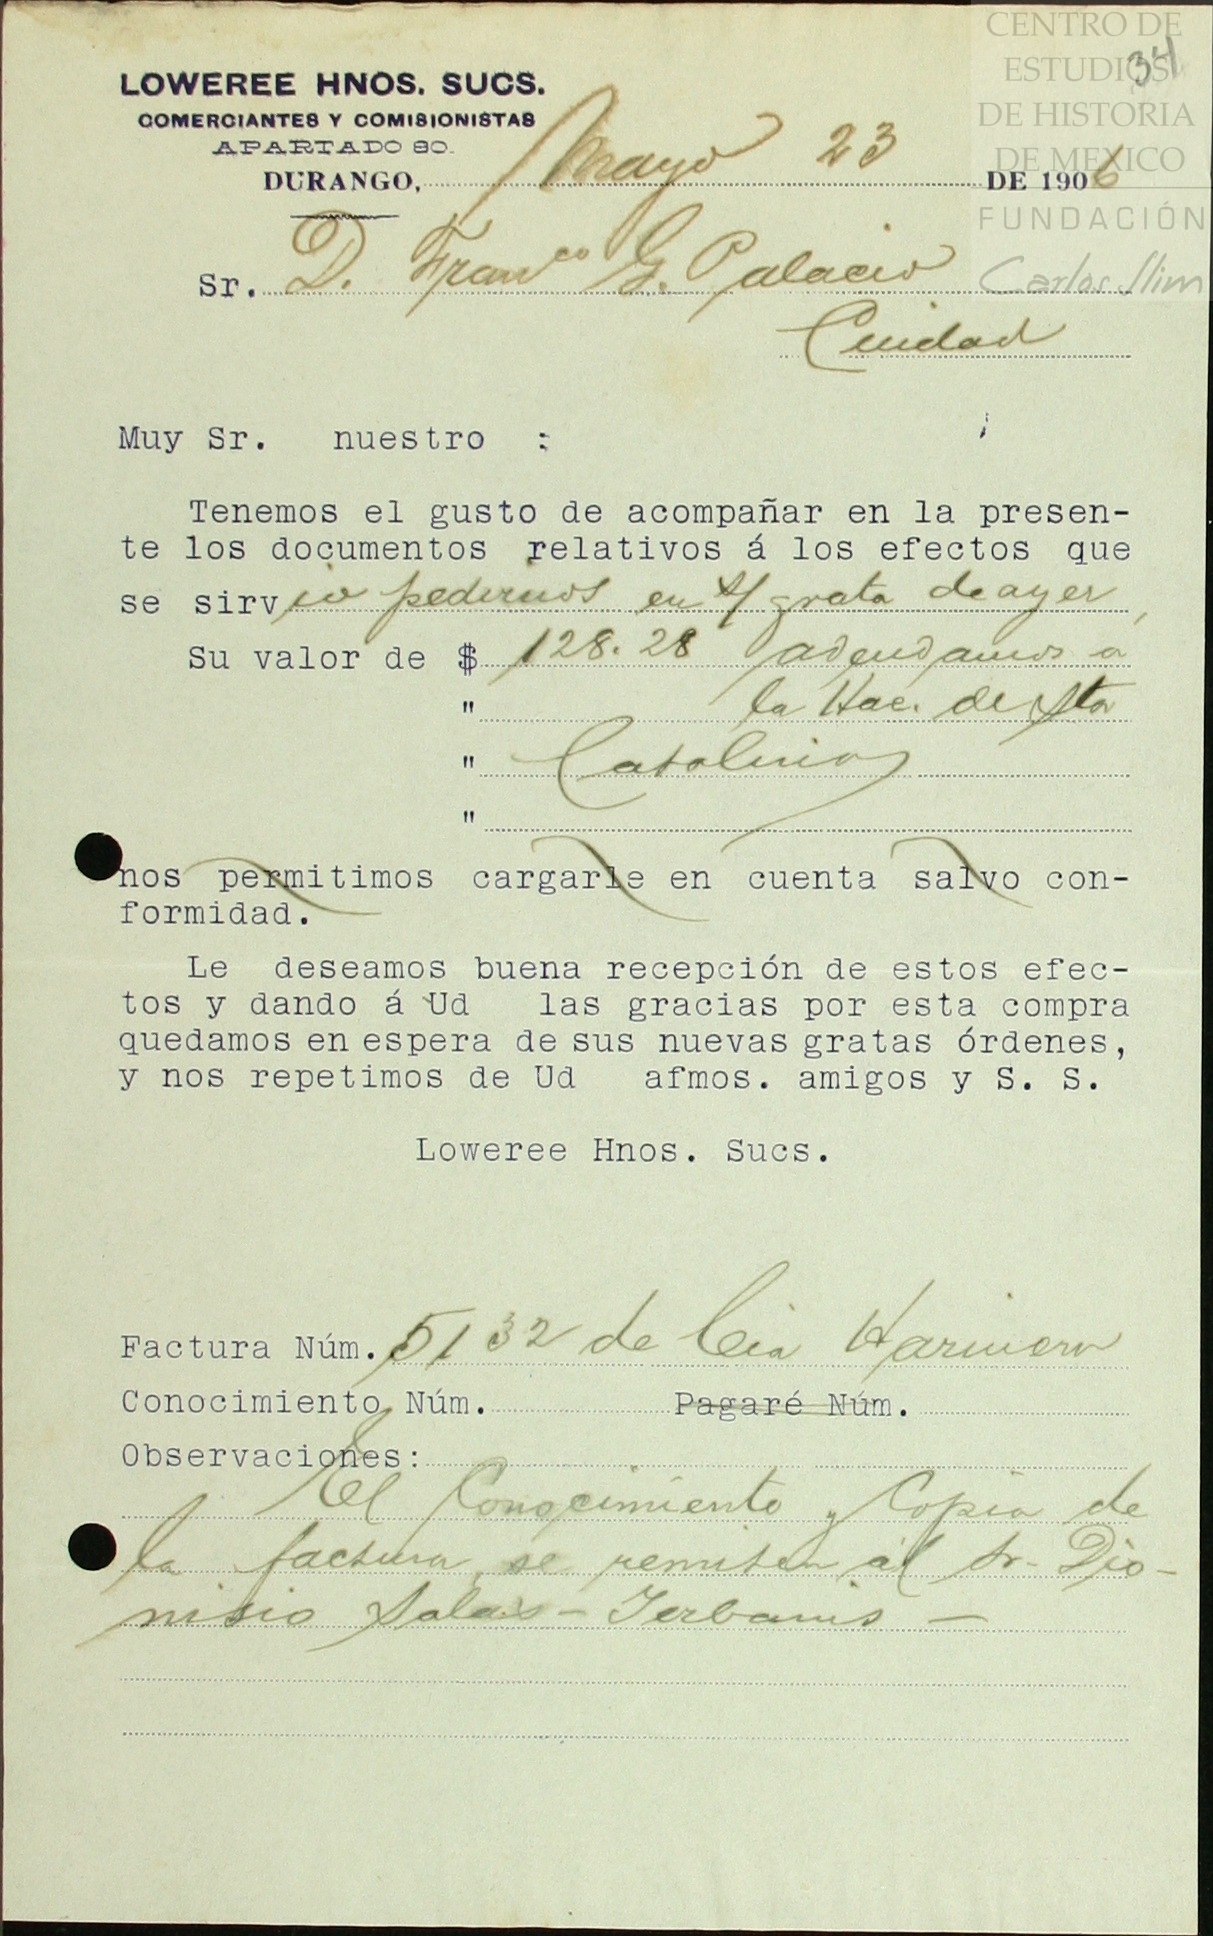 CENTRO DE
ESTUDIOS
DE HISTORIA
DE MEXICO
FUNDACIÓN
Carlos Slim
34
LOWEREE HNOS. SUCS.
COMERCIANTES Y COMISIONISTAS
APARTADO 80.
DURANGO, Mayo 23 DE 1906
Sr. D. Franco G. Palacio
Ciudad
Muy Sr. nuestro :
Tenemos el gusto de acompañar en la presen-
te los documentos relativos á los efectos que
se sirvio pedirnos en s/ grata de ayer,
Su valor de $ 128.28 adeudamos a
" la Hac. de Sta
" Catalina
"
nos permitimos cargarle en cuenta salvo con-
formidad.
Le deseamos buena recepción de estos efec-
tos y dando á Ud las gracias por esta compra
quedamos en espera de sus nuevas gratas órdenes,
y nos repetimos de Ud afmos. amigos y S. S.
Loweree Hnos. Sucs.
Factura Núm. 5132 de Cia Harinera
Conocimiento Núm. Pagaré Núm.
Observaciones:
El Conocimiento y Copia de
la factura, se remiten al Sr. Dio-
nisio Salas - Yerbanis -